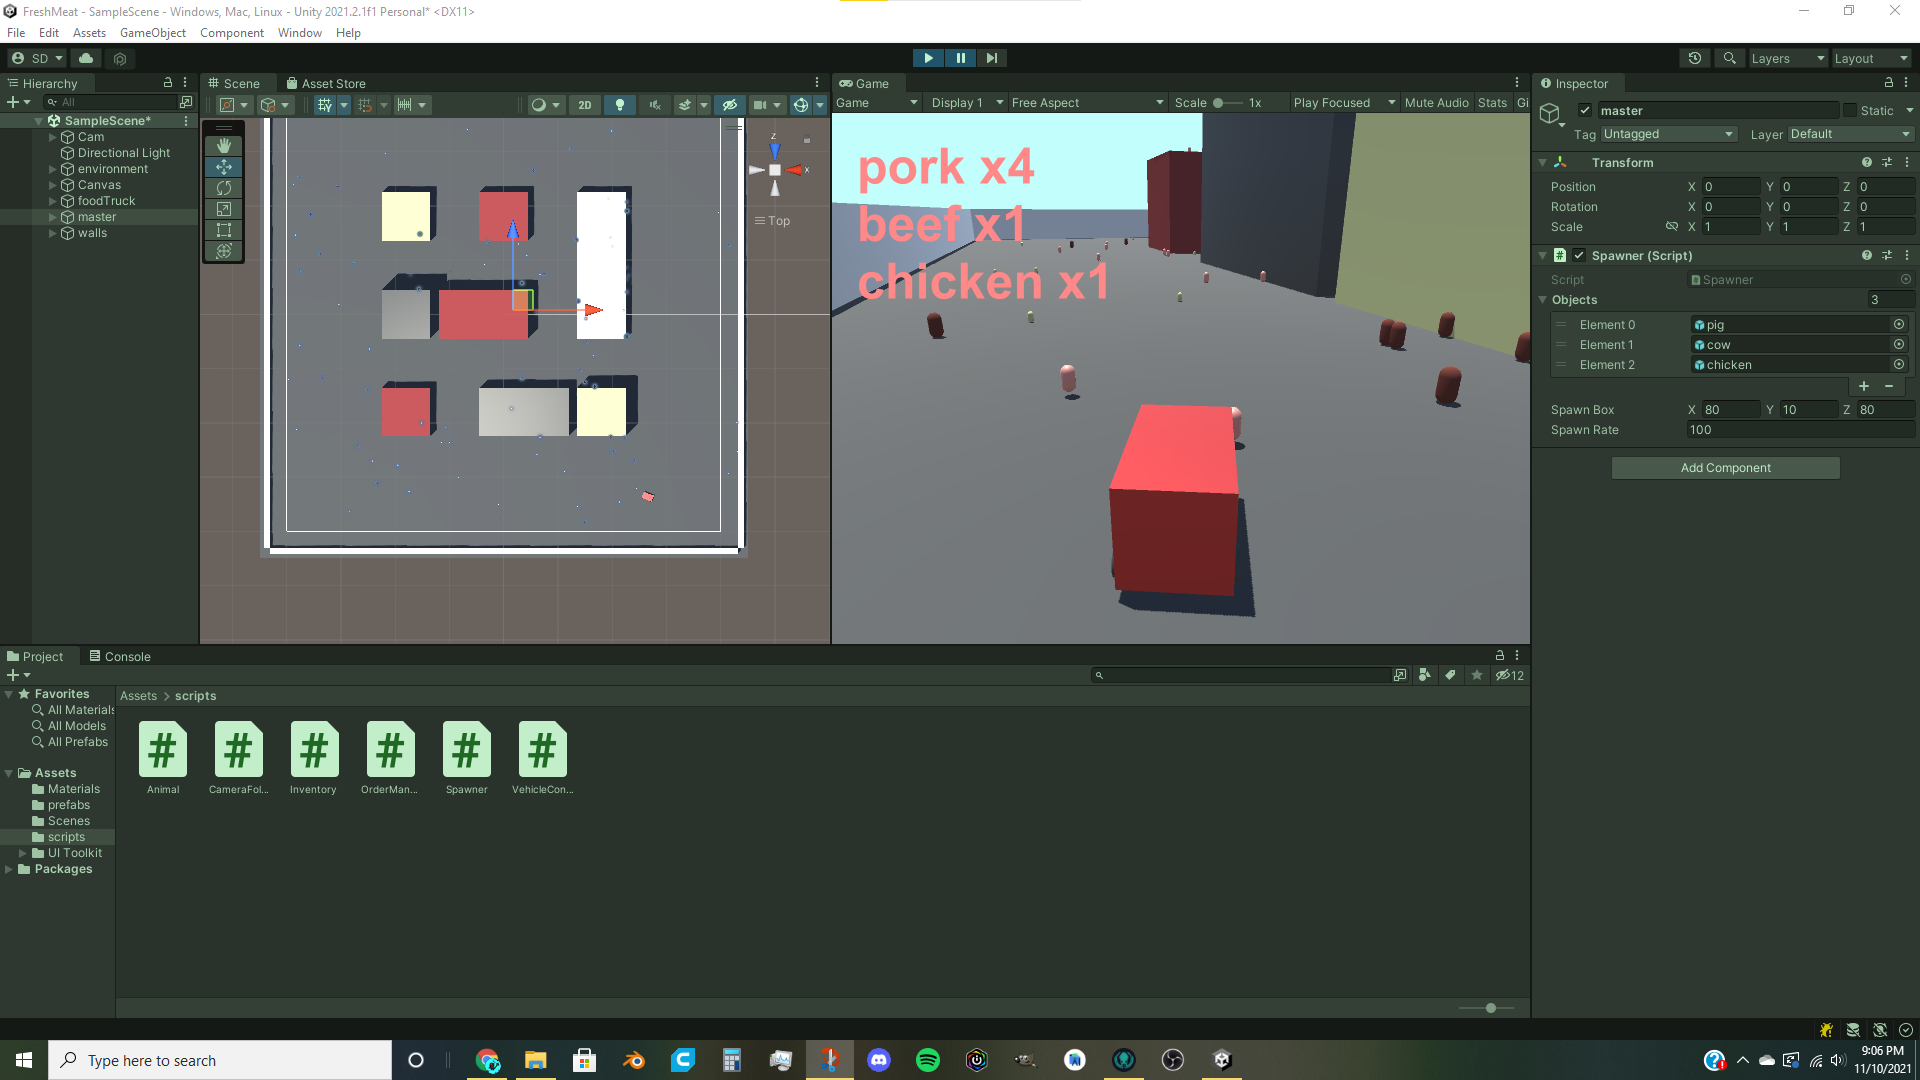 FreshMeat - SampleScene - Windows, Mac, Linux - Unity 2021.2.1f1 Personal* <DX11>
File Edit Assets GameObject Component Window Help
SD
Layers
Layout
Hierarchy
All
SampleScene*
Cam
Directional Light
environment
Canvas
foodTruck
master
walls
Scene
Asset Store
2D
z
x
Top
Game
Game
Display 1
Free Aspect
Scale
1x
Play Focused
Mute Audio
Stats
Gi
pork x4
beef x1
chicken x1
Inspector
master
Static
Tag Untagged
Layer Default
Transform
Position X 0 Y 0 Z 0
Rotation X 0 Y 0 Z 0
Scale X 1 Y 1 Z 1
Spawner (Script)
Script Spawner
Objects 3
Element 0 pig
Element 1 cow
Element 2 chicken
Spawn Box X 80 Y 10 Z 80
Spawn Rate 100
Add Component
Project
Console
12
Favorites
All Materials
All Models
All Prefabs
Assets
Materials
prefabs
Scenes
scripts
UI Toolkit
Packages
Assets > scripts
Animal
CameraFol...
Inventory
OrderMan...
Spawner
VehicleCon...
Type here to search
9:06 PM
11/10/2021